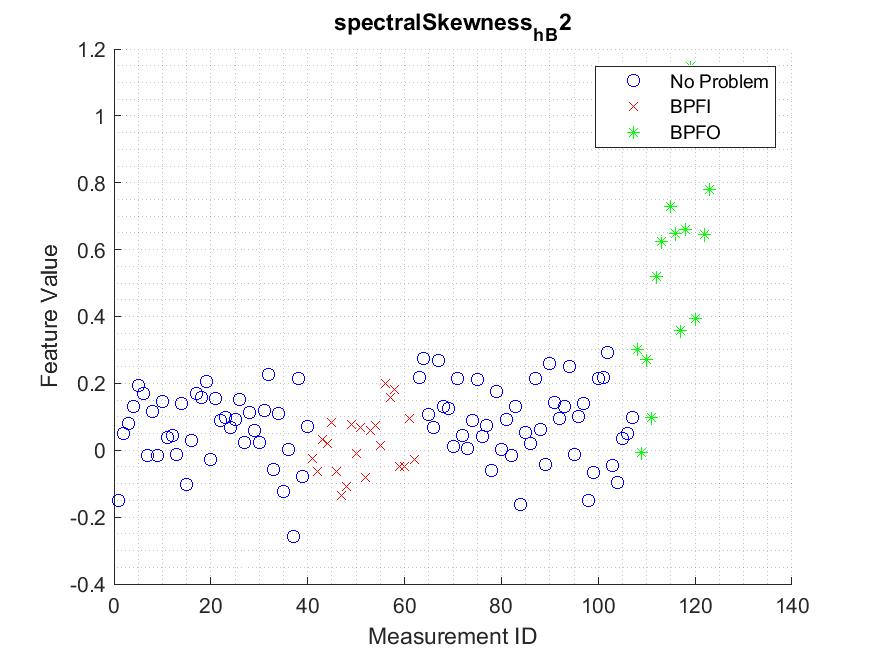 spectralSkewness_hB2
1.2
1
0.8
0.6
0.4
0.2
0
-0.2
-0.4
Feature Value
No Problem
BPFI
BPFO
0 20 40 60 80 100 120 140
Measurement ID